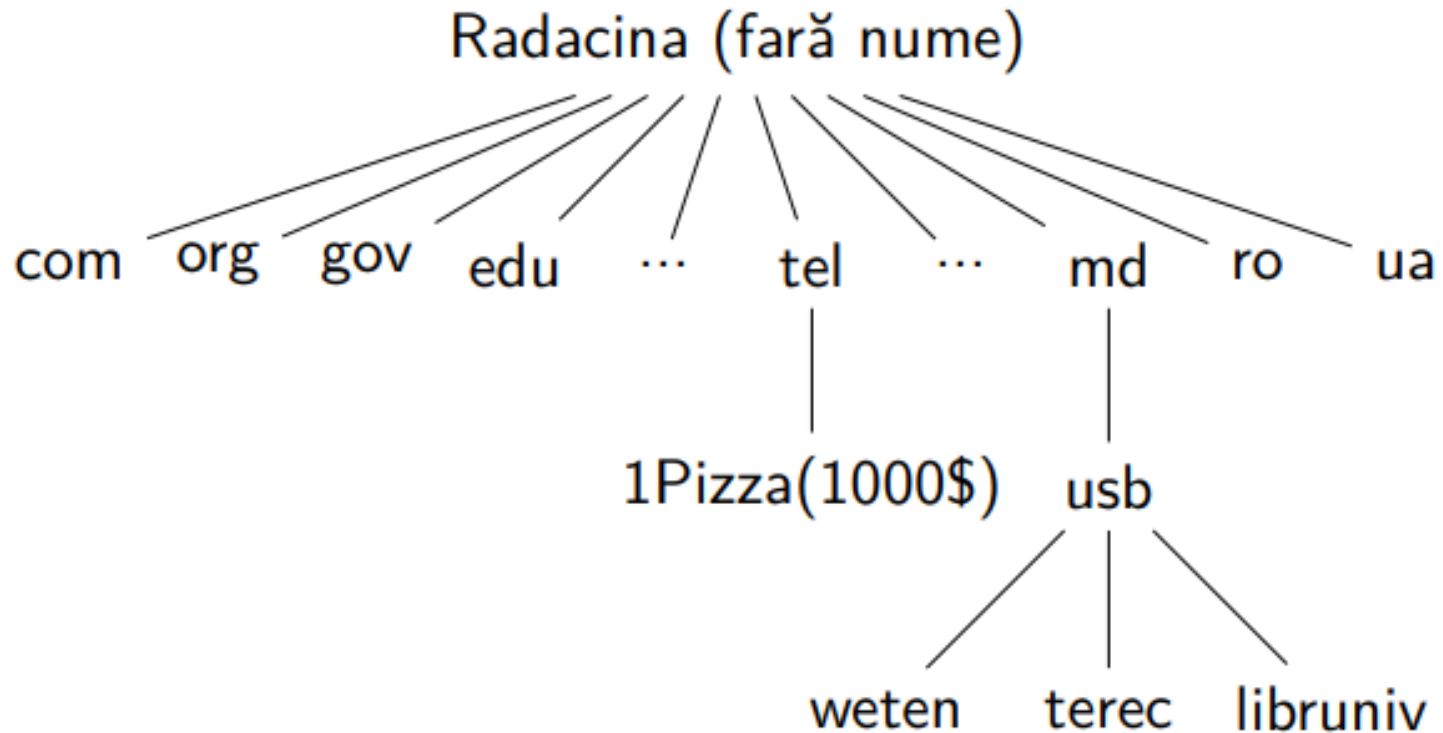 Radacina (fară nume)
com org gov edu ... tel ... md ro ua
1Pizza(1000$) usb
weten terec libruniv